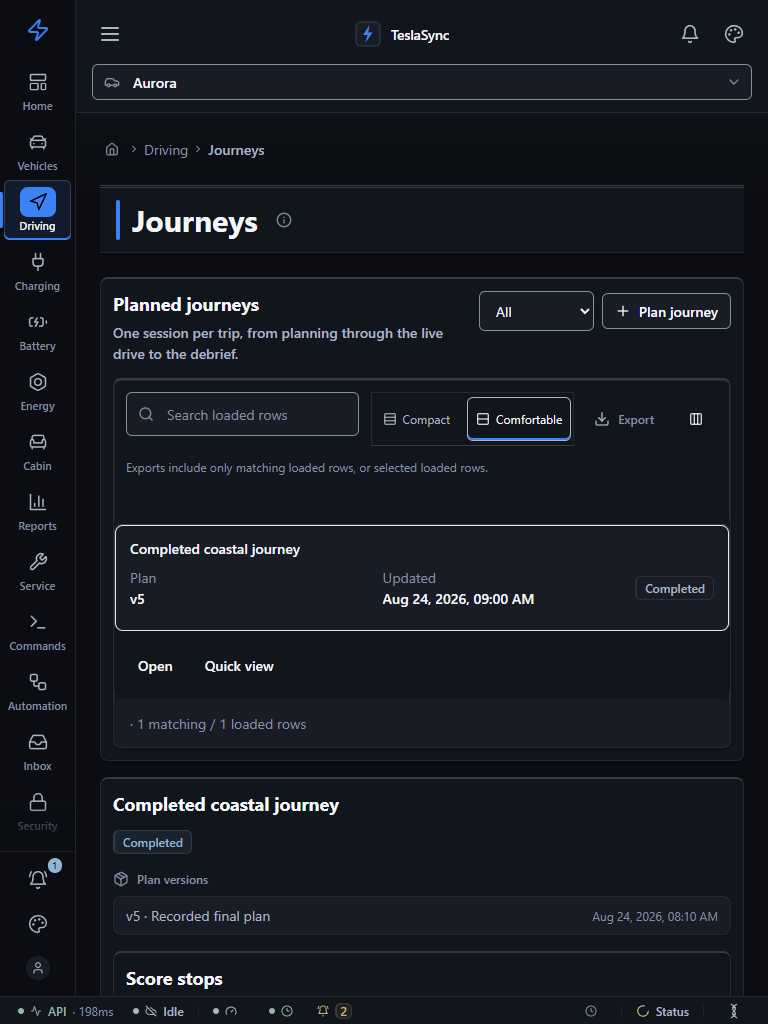 TeslaSync
Aurora
Home
Vehicles
Driving
Charging
Battery
Energy
Cabin
Reports
Service
Commands
Automation
Inbox
Security
1
Driving
Journeys
Journeys
Planned journeys
One session per trip, from planning through the live
drive to the debrief.
All
Plan journey
Search loaded rows
Compact
Comfortable
Export
Exports include only matching loaded rows, or selected loaded rows.
Completed coastal journey
Plan
v5
Updated
Aug 24, 2026, 09:00 AM
Completed
Open
Quick view
· 1 matching / 1 loaded rows
Completed coastal journey
Completed
Plan versions
v5 · Recorded final plan
Aug 24, 2026, 08:10 AM
Score stops
API · 198ms
Idle
2
Status